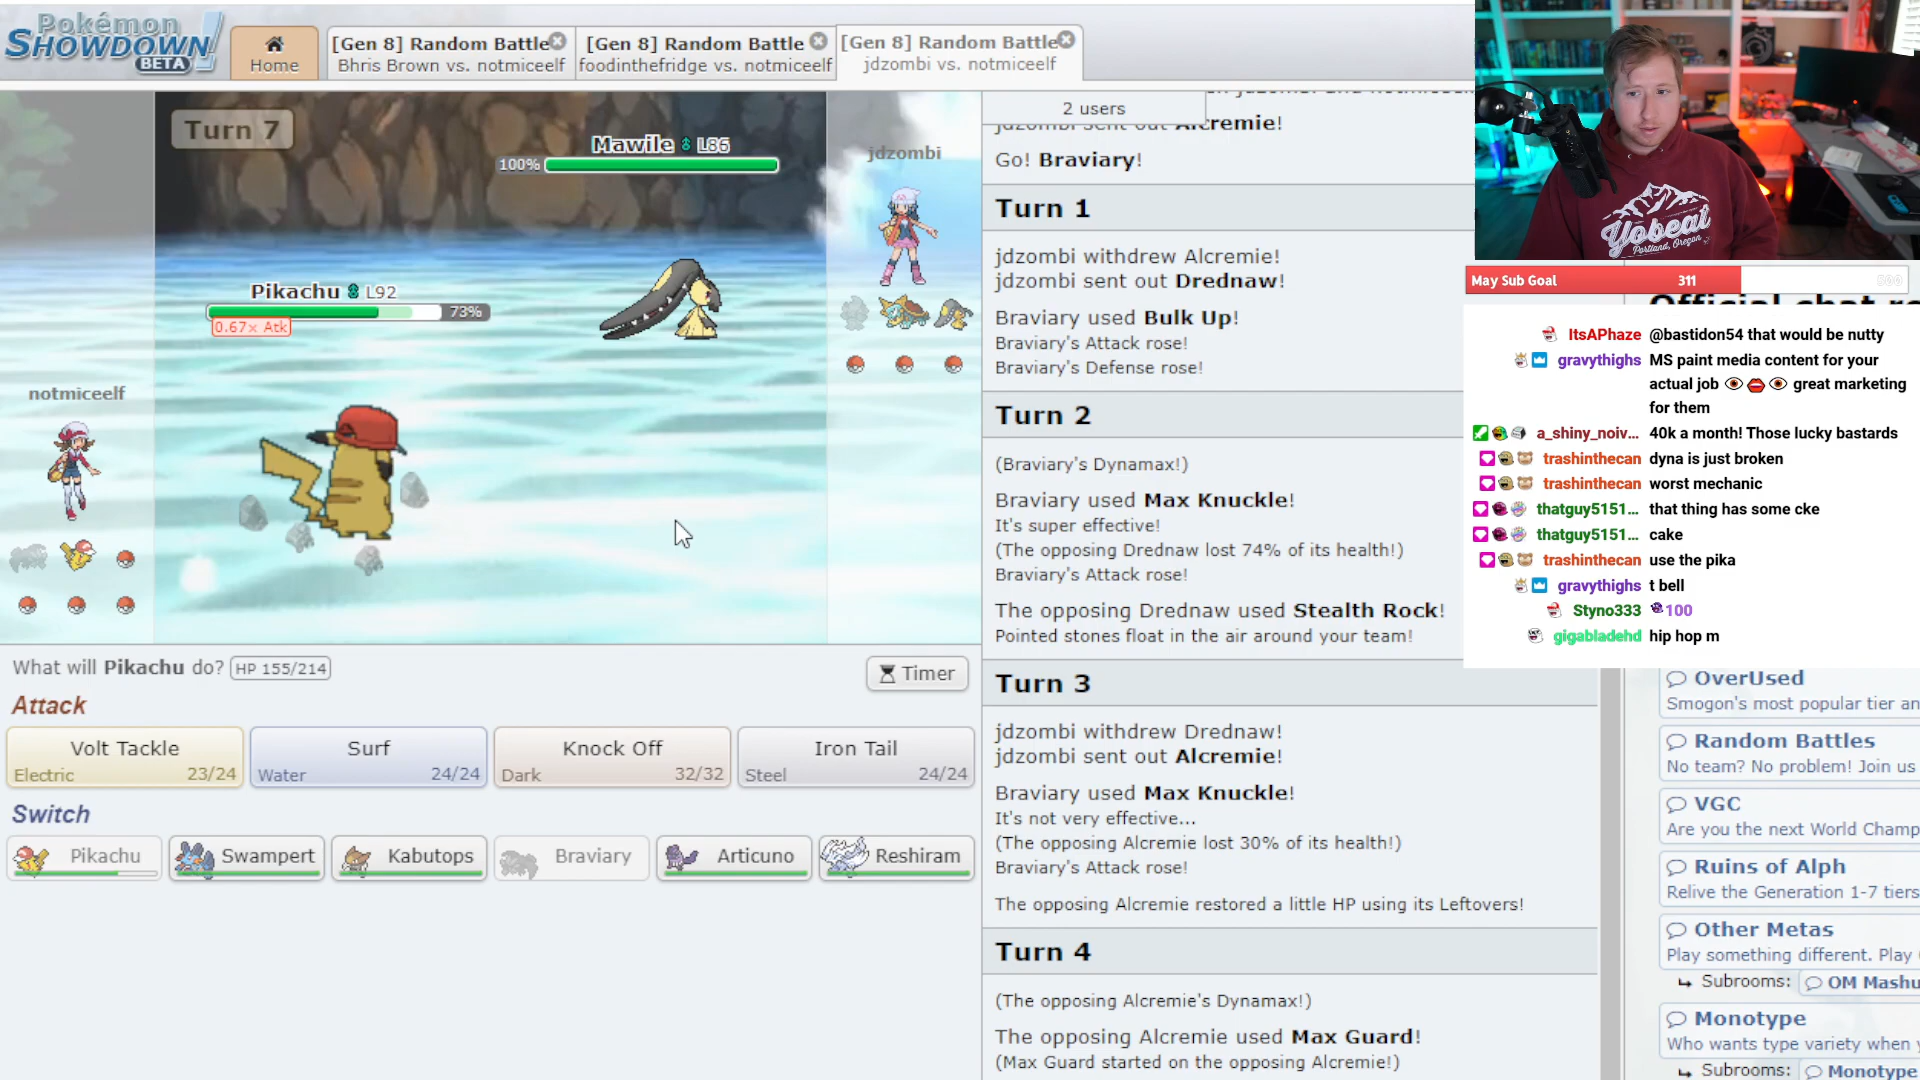 Pokémon
SHOWDOWN!
BETA
Home
[Gen 8] Random Battle
Bhris Brown vs. notmiceelf
[Gen 8] Random Battle
foodinthefridge vs. notmiceelf
[Gen 8] Random Battle
jdzombi vs. notmiceelf
Turn 7
Mawile L86
100%
Pikachu L92
73%
0.67× Atk
notmiceelf
jdzombi
What will Pikachu do? HP 155/214
Timer
Attack
Volt Tackle
Electric 23/24
Surf
Water 24/24
Knock Off
Dark 32/32
Iron Tail
Steel 24/24
Switch
Pikachu
Swampert
Kabutops
Braviary
Articuno
Reshiram
2 users
jdzombi sent out Alcremie!
Go! Braviary!
Turn 1
jdzombi withdrew Alcremie!
jdzombi sent out Drednaw!
Braviary used Bulk Up!
Braviary's Attack rose!
Braviary's Defense rose!
Turn 2
(Braviary's Dynamax!)
Braviary used Max Knuckle!
It's super effective!
(The opposing Drednaw lost 74% of its health!)
Braviary's Attack rose!
The opposing Drednaw used Stealth Rock!
Pointed stones float in the air around your team!
Turn 3
jdzombi withdrew Drednaw!
jdzombi sent out Alcremie!
Braviary used Max Knuckle!
It's not very effective...
(The opposing Alcremie lost 30% of its health!)
Braviary's Attack rose!
The opposing Alcremie restored a little HP using its Leftovers!
Turn 4
(The opposing Alcremie's Dynamax!)
The opposing Alcremie used Max Guard!
(Max Guard started on the opposing Alcremie!)
Yobeat
Portland, Oregon
May Sub Goal 311
Official chat
ItsAPhaze @bastidon54 that would be nutty
gravythighs MS paint media content for your
actual job 👁👄👁 great marketing
for them
a_shiny_noiv... 40k a month! Those lucky bastards
trashinthecan dyna is just broken
trashinthecan worst mechanic
thatguy5151... that thing has some cke
thatguy5151... cake
trashinthecan use the pika
gravythighs t bell
Styno333 100
gigabladehd hip hop m
OverUsed
Smogon's most popular tier
Random Battles
No team? No problem! Join us
VGC
Are you the next World Champ
Ruins of Alph
Relive the Generation 1-7 tiers
Other Metas
Play something different. Play
Subrooms: OM Mashu
Monotype
Who wants type variety when
Subrooms: Monotype